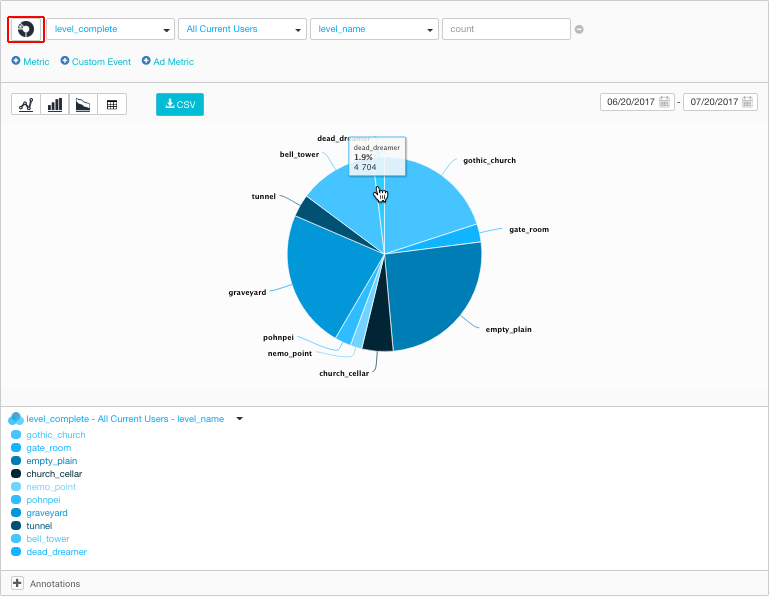 level_complete All Current Users level_name count
Metric Custom Event Ad Metric
CSV 06/20/2017 - 07/20/2017
dead_dreamer
bell_tower
dead_dreamer
1.9%
4 704
gothic_church
tunnel
gate_room
graveyard
empty_plain
pohnpei
nemo_point
church_cellar
level_complete - All Current Users - level_name
gothic_church
gate_room
empty_plain
church_cellar
nemo_point
pohnpei
graveyard
tunnel
bell_tower
dead_dreamer
Annotations